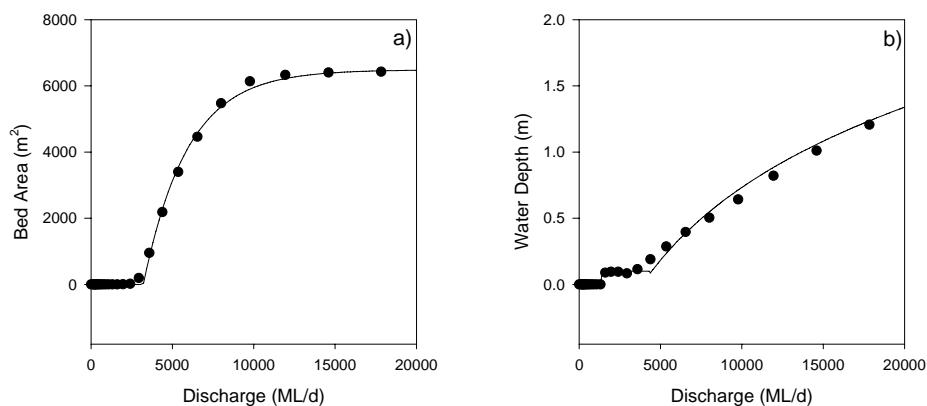 a)
8000
6000
4000
2000
0
Bed Area (m²)
0 5000 10000 15000 20000
Discharge (ML/d)
b)
2.0
1.5
1.0
0.5
0.0
Water Depth (m)
0 5000 10000 15000 20000
Discharge (ML/d)